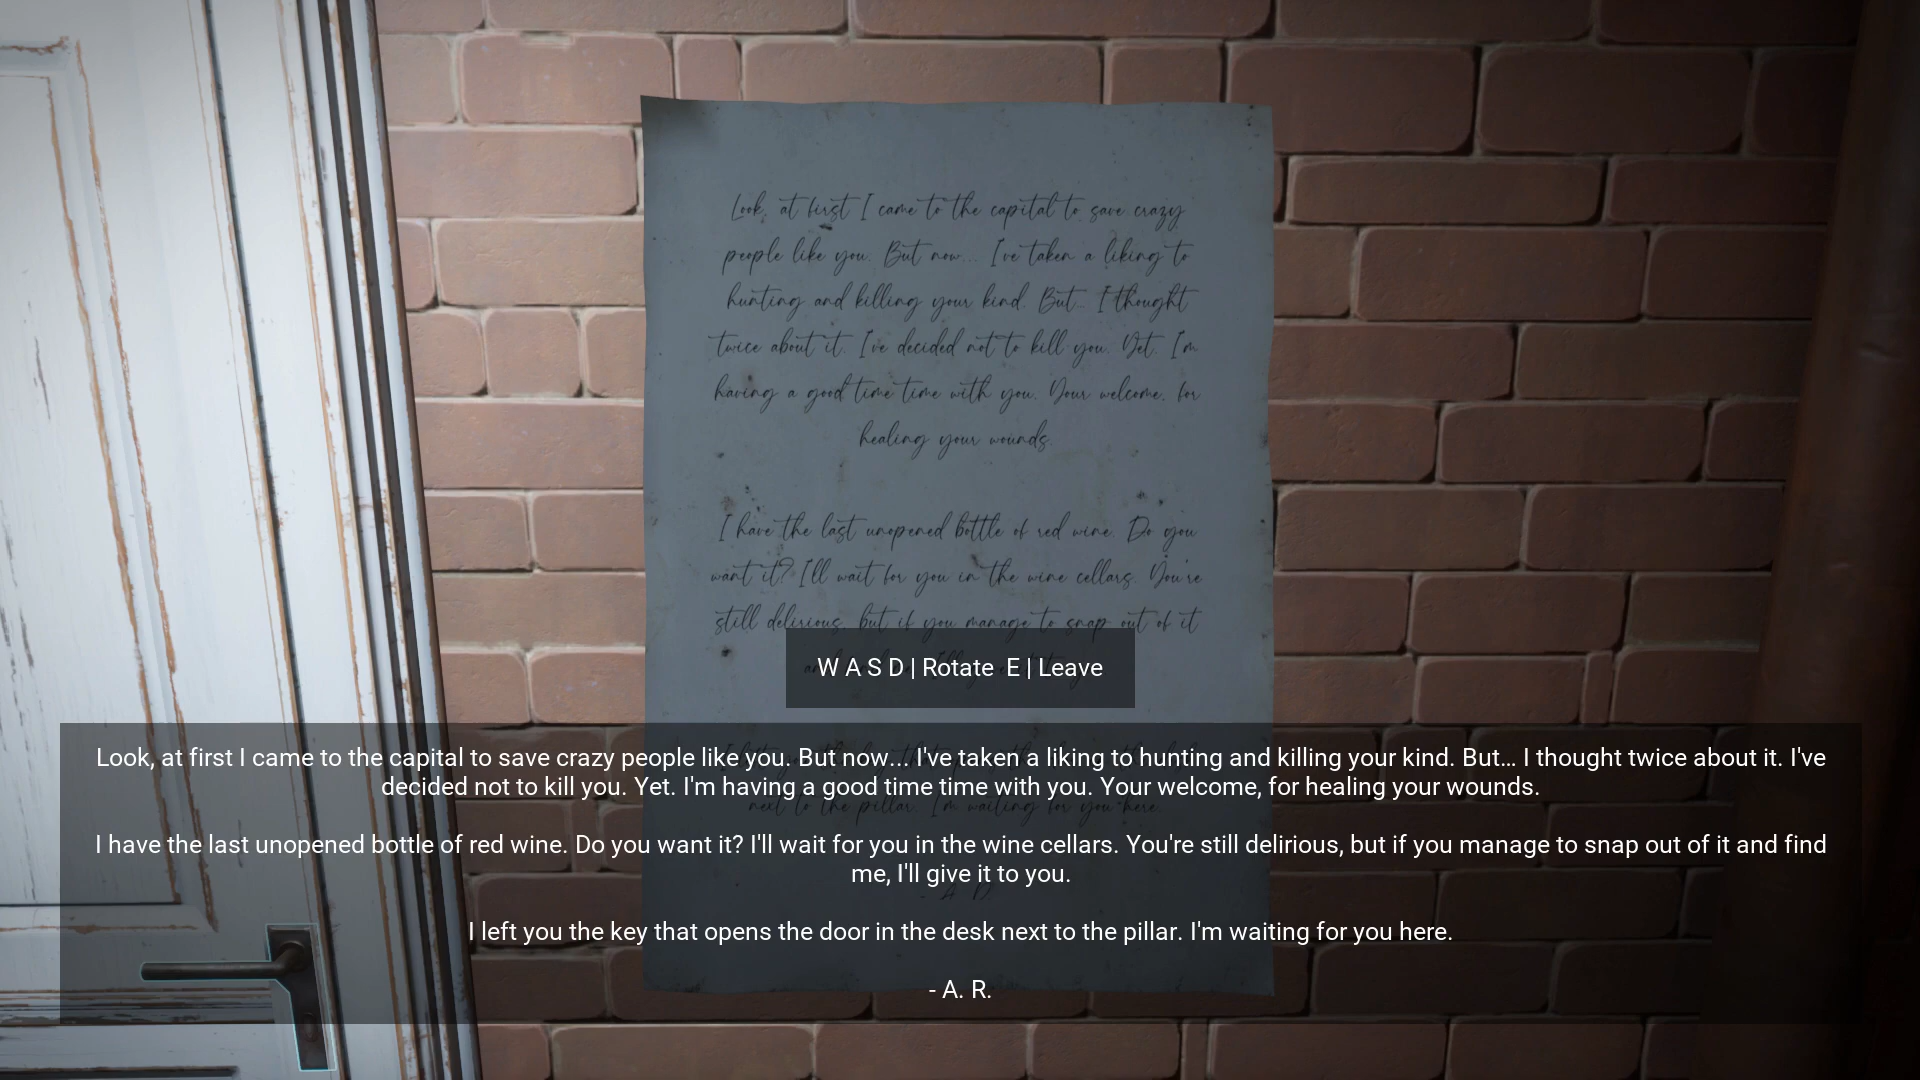 Look, at first I came to the capital to save crazy
people like you. But now... I've taken a liking to
hunting and killing your kind. But... I thought
twice about it. I've decided not to kill you. Yet. I'm
having a good time time with you. Your welcome, for
healing your wounds.
I have the last unopened bottle of red wine. Do you
want it? I'll wait for you in the wine cellars. You're
still delirious, but if you manage to snap out of it
W A S D | Rotate E | Leave
Look, at first I came to the capital to save crazy people like you. But now... I've taken a liking to hunting and killing your kind. But... I thought twice about it. I've
decided not to kill you. Yet. I'm having a good time time with you. Your welcome, for healing your wounds.
next to the pillar. I'm waiting for you here.
I have the last unopened bottle of red wine. Do you want it? I'll wait for you in the wine cellars. You're still delirious, but if you manage to snap out of it and find
me, I'll give it to you.
I left you the key that opens the door in the desk next to the pillar. I'm waiting for you here.
- A. R.